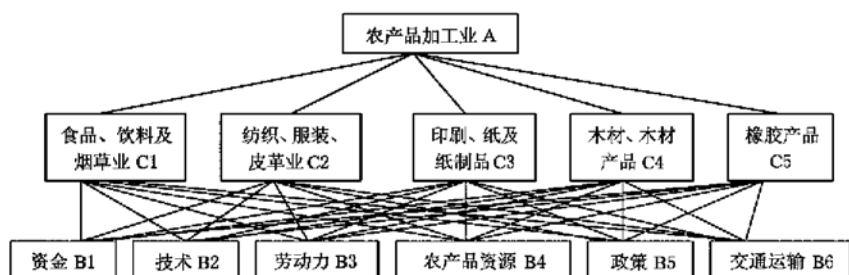 农产品加工业 A
食品、饮料及
烟草业 C1
纺织、服装、
皮革业 C2
印刷、纸及
纸制品 C3
木材、木材
产品 C4
橡胶产品
C5
资金 B1
技术 B2
劳动力 B3
农产品资源 B4
政策 B5
交通运输 B6